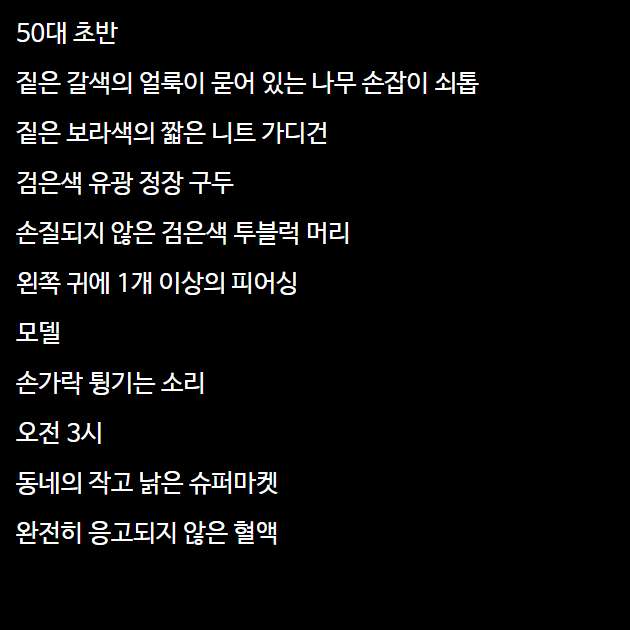 50대 초반
짙은 갈색의 얼룩이 묻어 있는 나무 손잡이 쇠톱
짙은 보라색의 짧은 니트 가디건
검은색 유광 정장 구두
손질되지 않은 검은색 투블럭 머리
왼쪽 귀에 1개 이상의 피어싱
모델
손가락 튕기는 소리
오전 3시
동네의 작고 낡은 슈퍼마켓
완전히 응고되지 않은 혈액